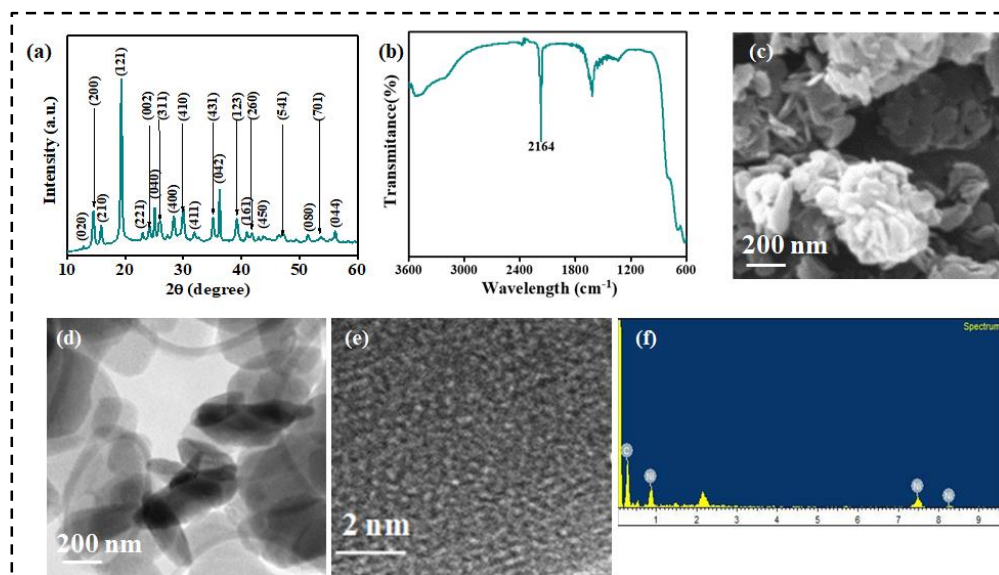 (a)
Intensity (a.u.)
(020)
(200)
(210)
(121)
(221)
(002)
(040)
(311)
(400)
(410)
(411)
(431)
(042)
(123)
(161)
(260)
(450)
(541)
(080)
(701)
(044)
10 20 30 40 50 60
2θ (degree)
(b)
Transmitance(%)
2164
3600 3000 2400 1800 1200 600
Wavelength (cm-1)
(c)
200 nm
(d)
200 nm
(e)
2 nm
(f)
Spectrum
C
Ni
Ni
Ni
1 2 3 4 5 6 7 8 9